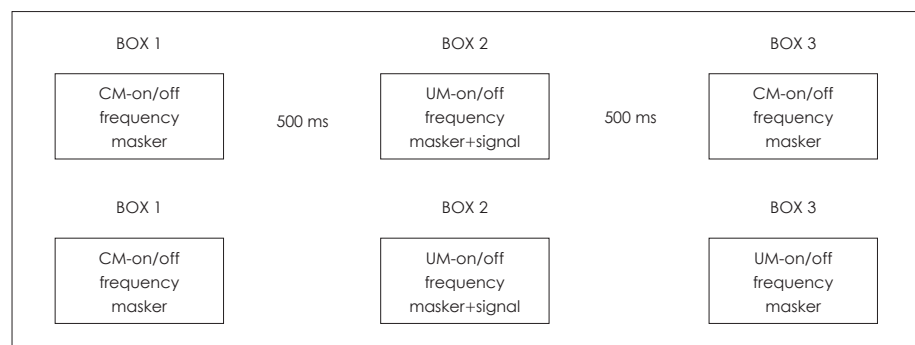 BOX 1 BOX 2 BOX 3
CM-on/off UM-on/off CM-on/off
frequency 500 ms frequency 500 ms frequency
masker masker+signal masker
BOX 1 BOX 2 BOX 3
CM-on/off UM-on/off UM-on/off
frequency frequency frequency
masker masker+signal masker